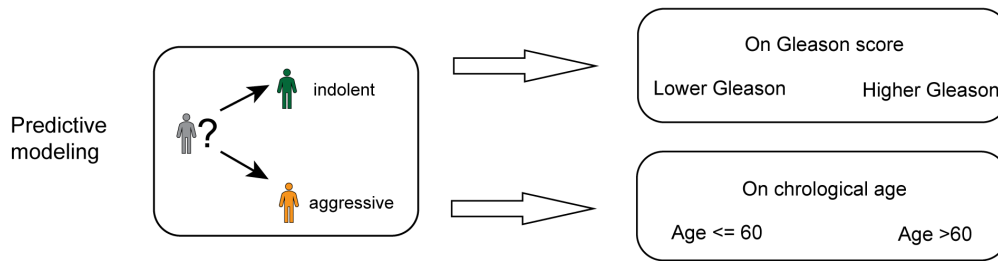 Predictive
modeling
?
indolent
aggressive
On Gleason score
Lower Gleason Higher Gleason
On chrological age
Age <= 60 Age >60